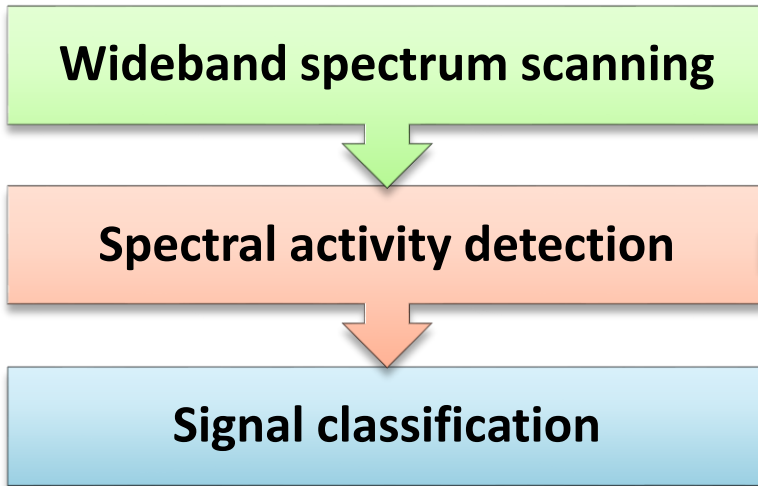 Wideband spectrum scanning
Spectral activity detection
Signal classification